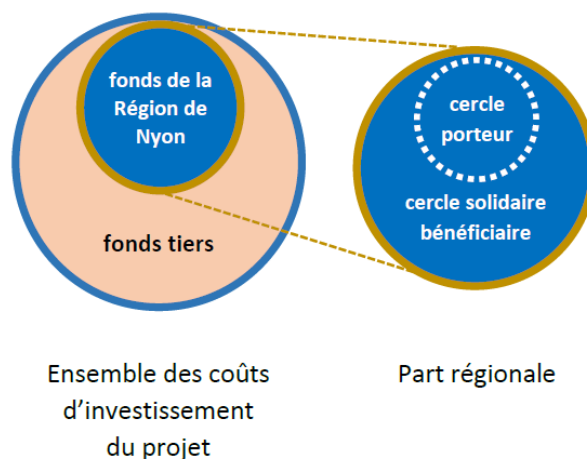 fonds de la
Région de
Nyon
fonds tiers
cercle
porteur
cercle solidaire
bénéficiaire
Ensemble des coûts
d’investissement
du projet
Part régionale